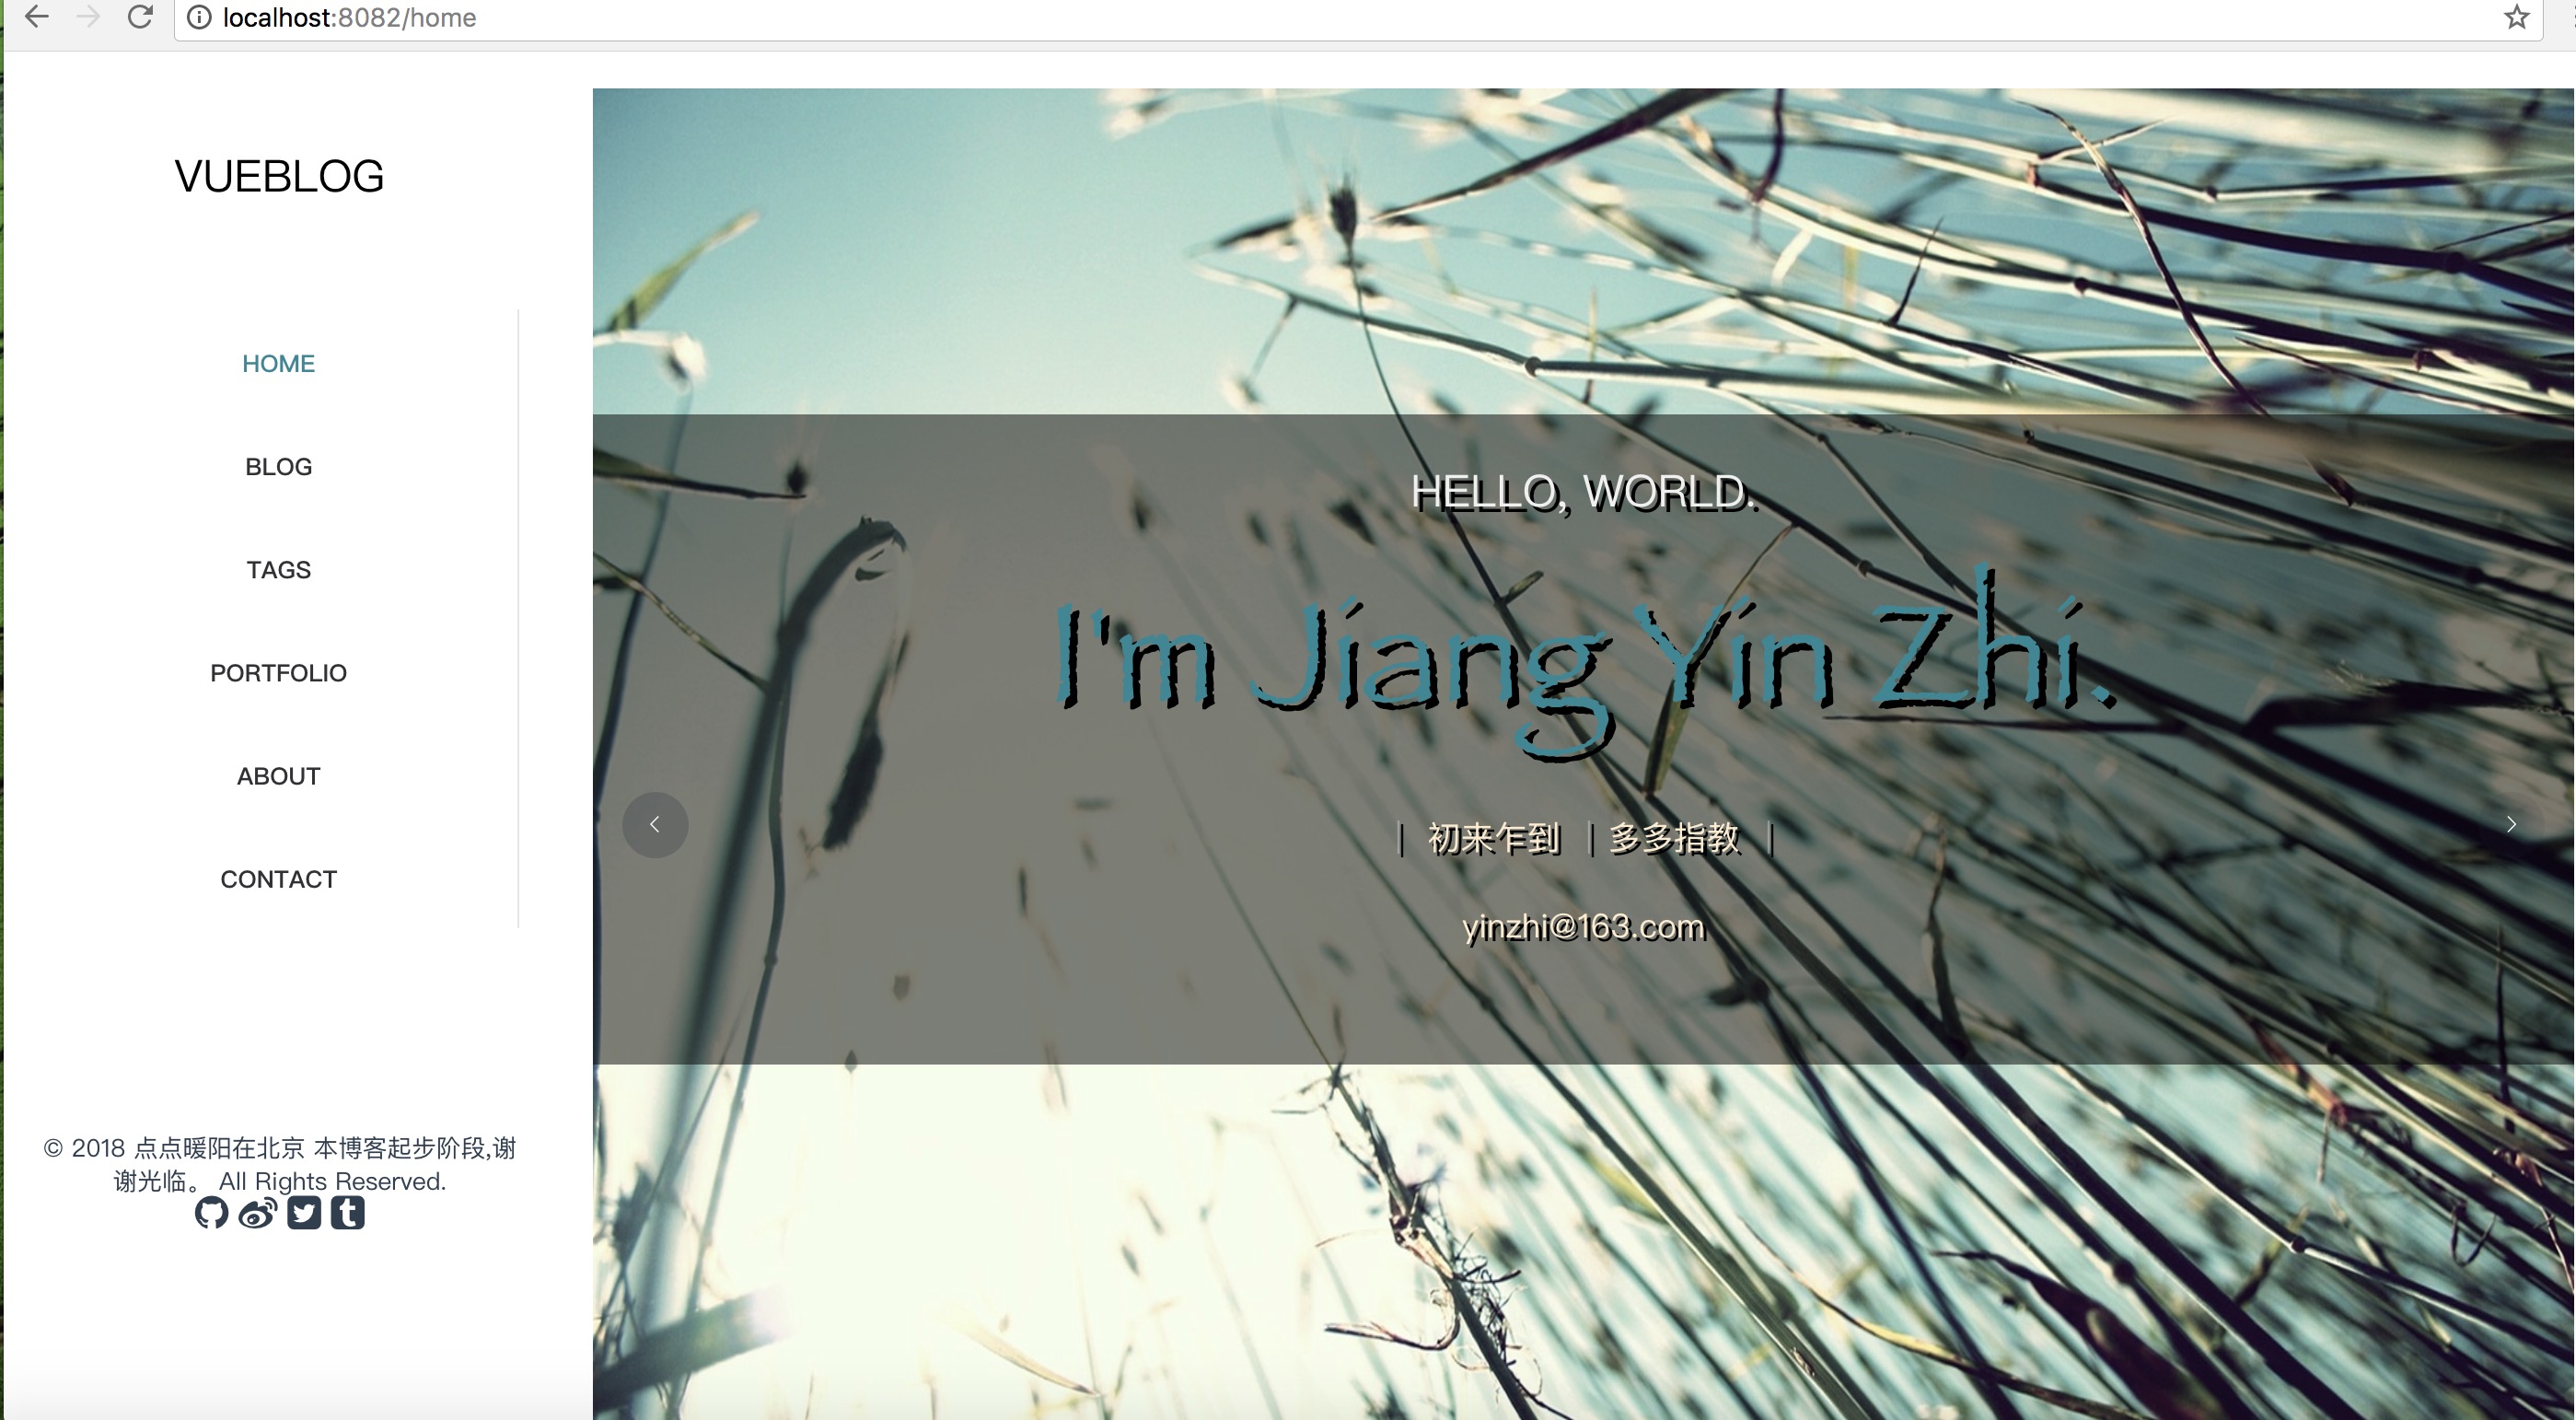 localhost:8082/home
VUEBLOG
HOME
BLOG
TAGS
PORTFOLIO
ABOUT
CONTACT
© 2018 点点暖阳在北京 本博客起步阶段,谢
谢光临。 All Rights Reserved.
HELLO, WORLD.
I'm Jiang Yin Zhi.
| 初来乍到 | 多多指教 |
yinzhi@163.com